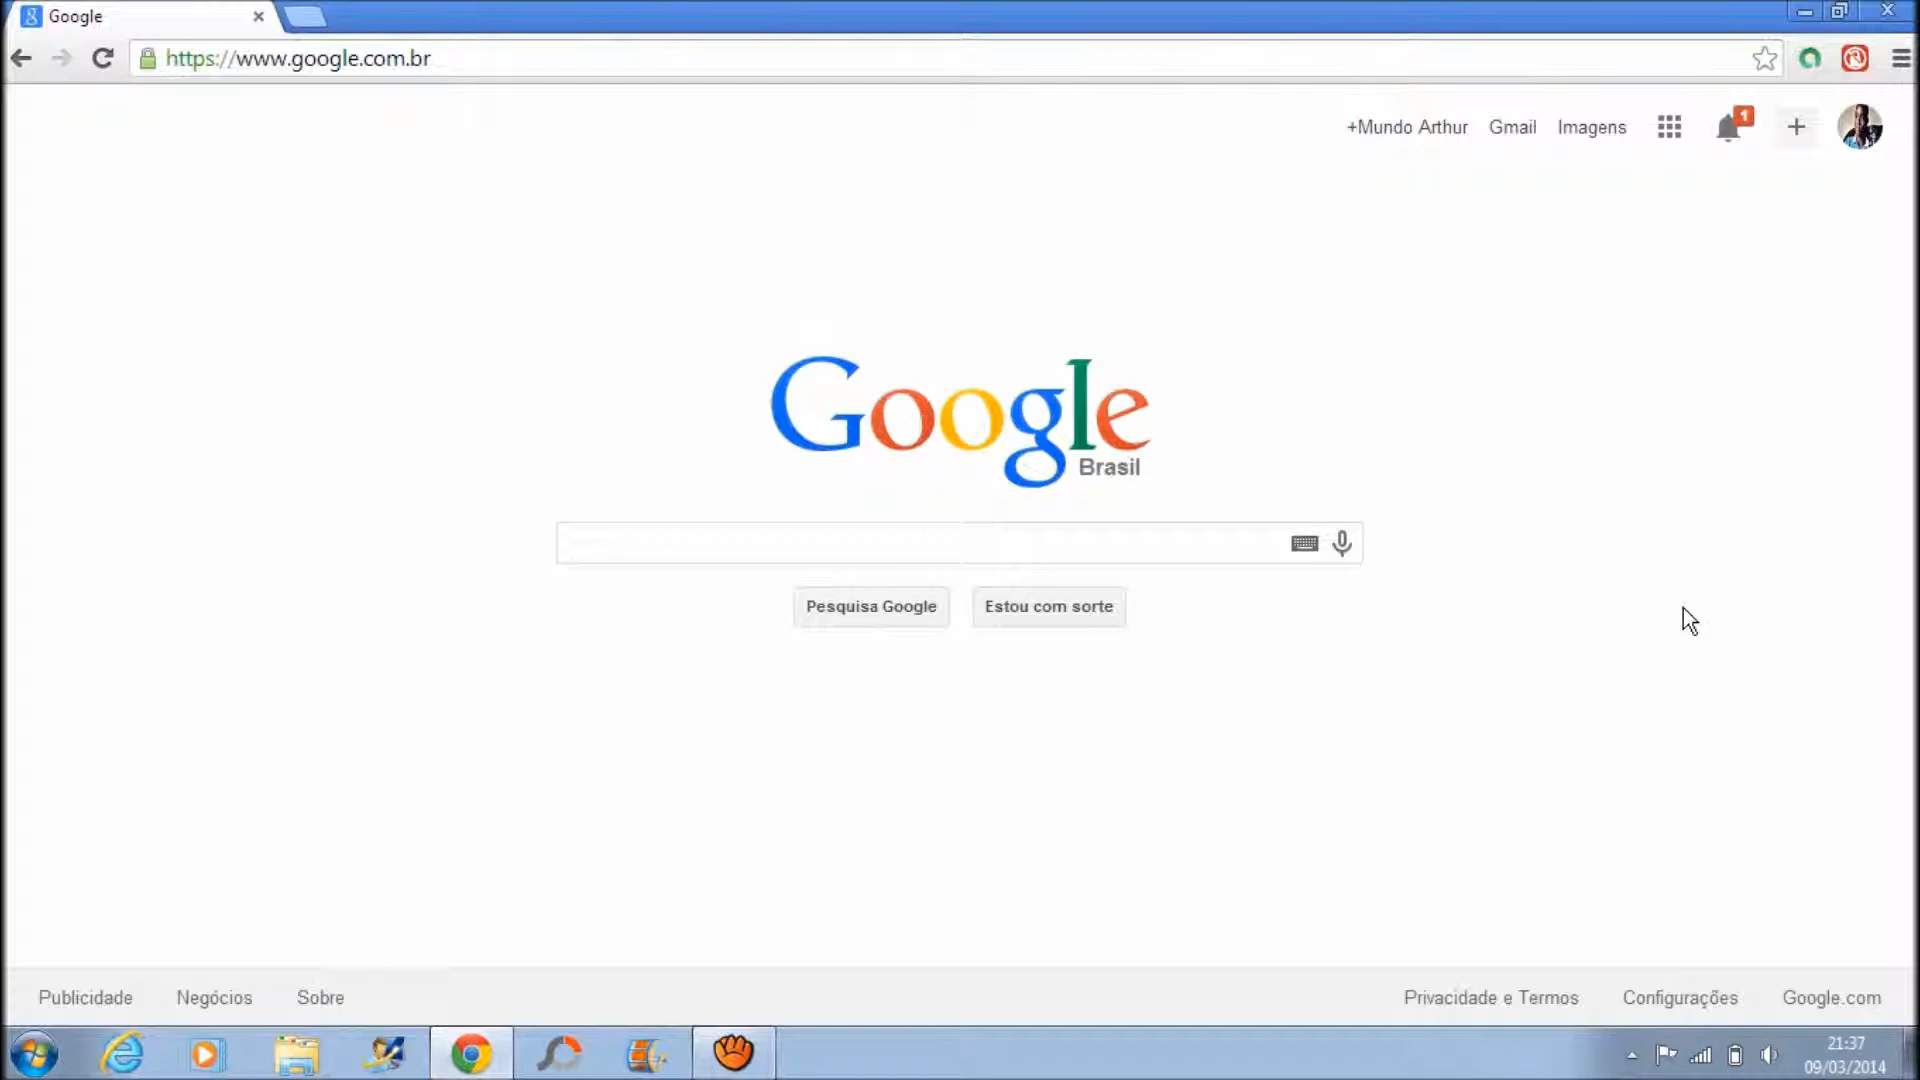 Google
https://www.google.com.br
+Mundo Arthur Gmail Imagens 1
Google
Brasil
Pesquisa Google Estou com sorte
Publicidade Negócios Sobre Privacidade e Termos Configurações Google.com
21:37
09/03/2014